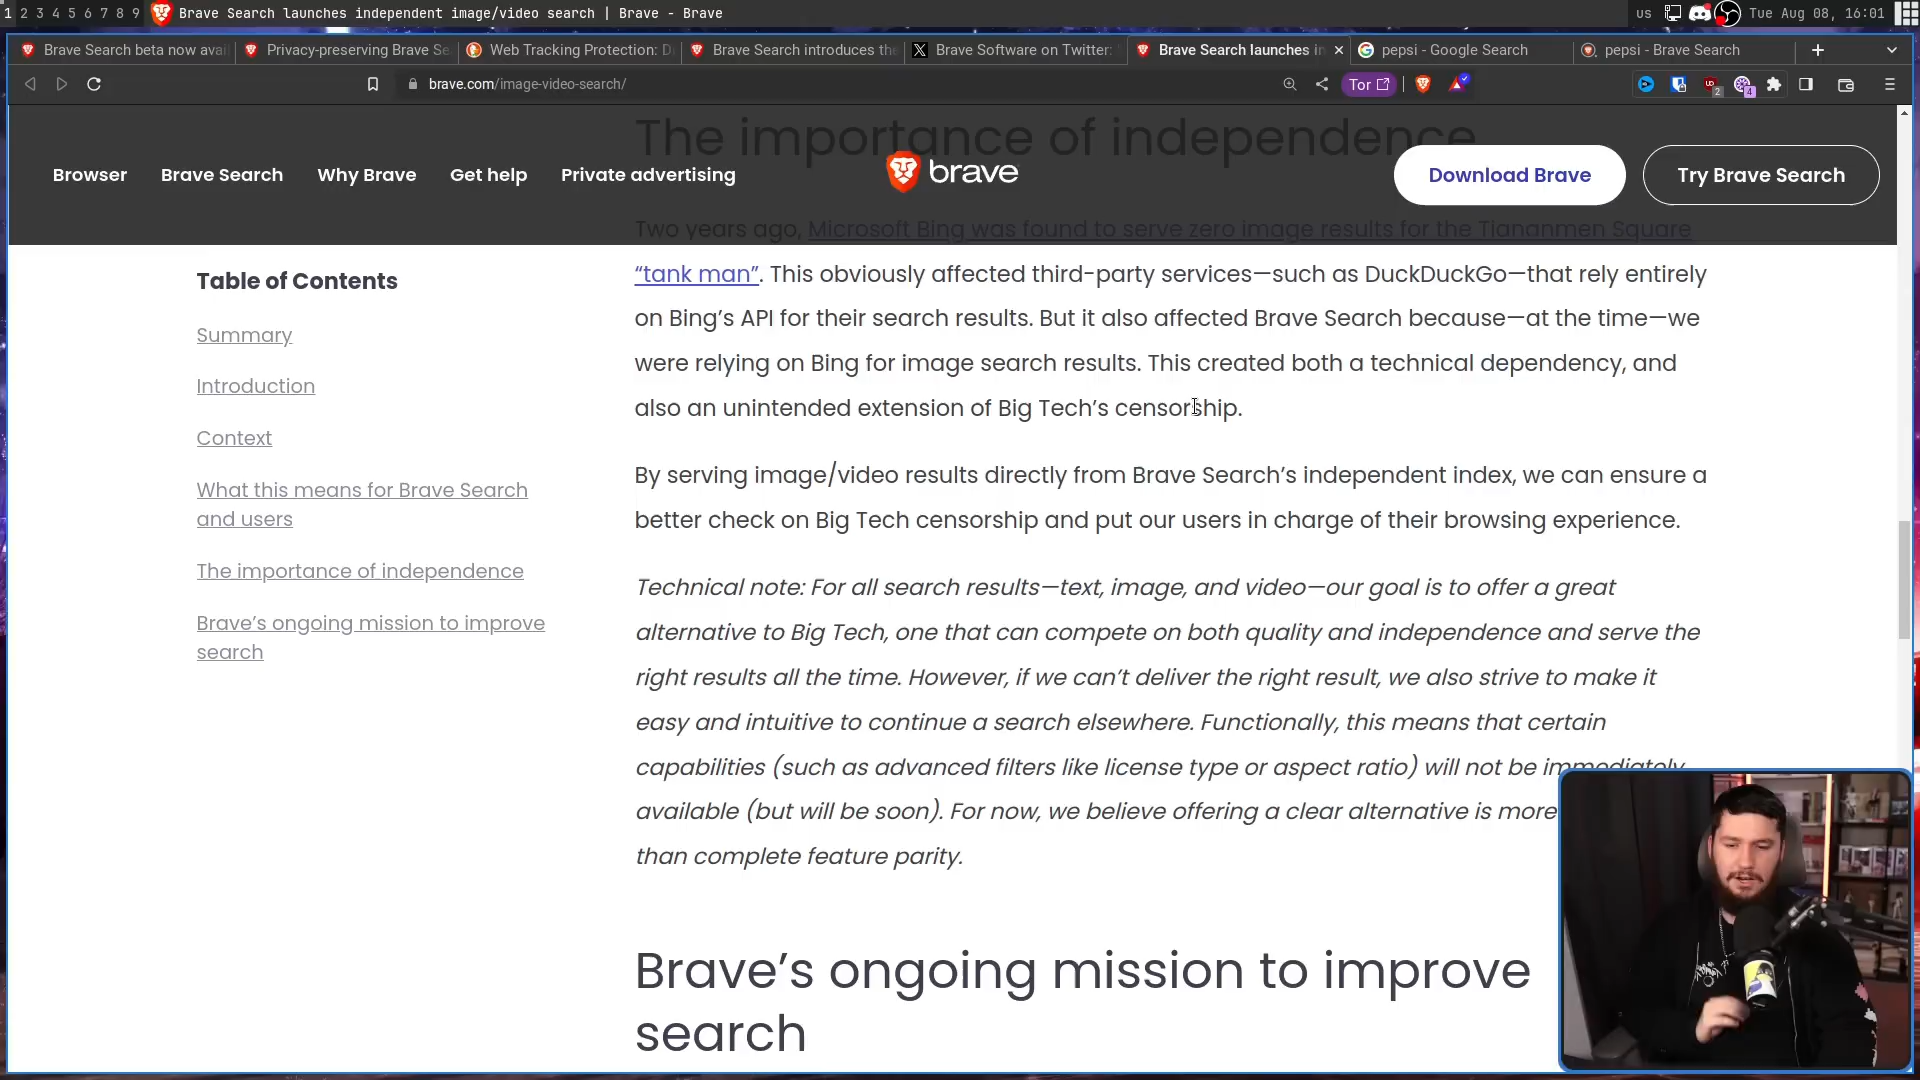 1 2 3 4 5 6 7 8 9 Brave Search launches independent image/video search | Brave - Brave
us Tue Aug 08, 16:01
Brave Search beta now avai
Privacy-preserving Brave Se
Web Tracking Protection: D
Brave Search introduces the
Brave Software on Twitter:
Brave Search launches in
pepsi - Google Search
pepsi - Brave Search
brave.com/image-video-search/
Tor
2
4
The importance of independence
Browser
Brave Search
Why Brave
Get help
Private advertising
brave
Download Brave
Try Brave Search
Two years ago, Microsoft Bing was found to serve zero image results for the Tiananmen Square
“tank man”. This obviously affected third-party services—such as DuckDuckGo—that rely entirely
on Bing’s API for their search results. But it also affected Brave Search because—at the time—we
were relying on Bing for image search results. This created both a technical dependency, and
also an unintended extension of Big Tech’s censorship.
By serving image/video results directly from Brave Search’s independent index, we can ensure a
better check on Big Tech censorship and put our users in charge of their browsing experience.
Technical note: For all search results—text, image, and video—our goal is to offer a great
alternative to Big Tech, one that can compete on both quality and independence and serve the
right results all the time. However, if we can’t deliver the right result, we also strive to make it
easy and intuitive to continue a search elsewhere. Functionally, this means that certain
capabilities (such as advanced filters like license type or aspect ratio) will not be immediately
available (but will be soon). For now, we believe offering a clear alternative is more
than complete feature parity.
Brave’s ongoing mission to improve
search
Table of Contents
Summary
Introduction
Context
What this means for Brave Search
and users
The importance of independence
Brave’s ongoing mission to improve
search